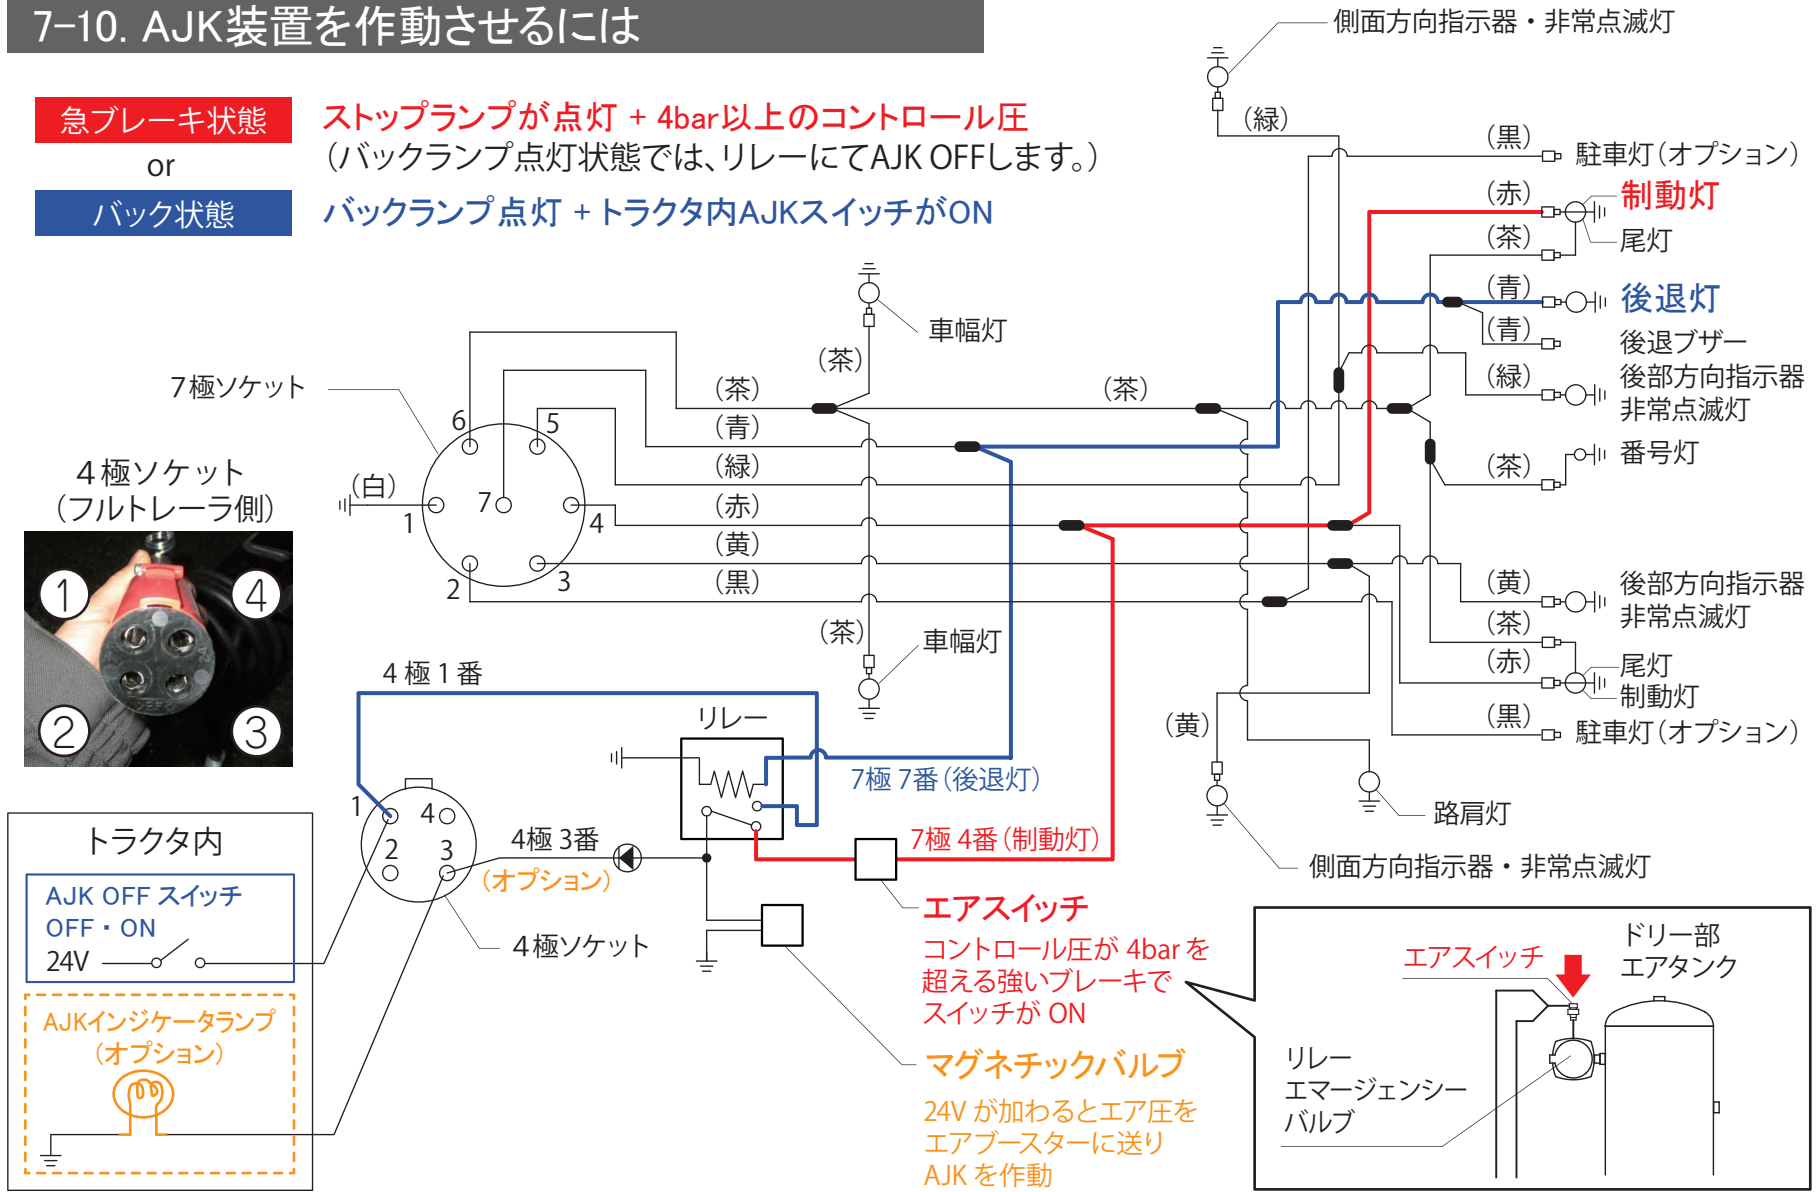 7-10. AJK装置を作動させるには
急ブレーキ状態
or
バック状態
ストップランプが点灯 + 4bar以上のコントロール圧
（バックランプ点灯状態では、リレーにてAJK OFFします。）
バックランプ点灯 + トラクタ内AJKスイッチがON
側面方向指示器・非常点滅灯
（緑）
（黒）
駐車灯（オプション）
（赤）
制動灯
（茶）
尾灯
（青）
後退灯
（青）
後退ブザー
（緑）
後部方向指示器
非常点滅灯
（茶）
番号灯
（黄）
後部方向指示器
非常点滅灯
（茶）
（赤）
尾灯
制動灯
（黒）
駐車灯（オプション）
車幅灯
（茶）
7極ソケット
6
5
7
1
4
2
3
（白）
（茶）
（青）
（緑）
（赤）
（黄）
（黒）
（茶）
（茶）
車幅灯
（黄）
路肩灯
側面方向指示器・非常点滅灯
4極ソケット
（フルトレーラ側）
①
④
②
③
4極1番
リレー
7極 7番（後退灯）
7極 4番（制動灯）
1
4
2
3
4極 3番
（オプション）
4極ソケット
トラクタ内
AJK OFF スイッチ
OFF・ON
24V
AJKインジケータランプ
（オプション）
エアスイッチ
コントロール圧が 4bar を
超える強いブレーキで
スイッチが ON
マグネチックバルブ
24V が加わるとエア圧を
エアブースターに送り
AJK を作動
エアスイッチ
ドリー部
エアタンク
リレー
エマージェンシー
バルブ